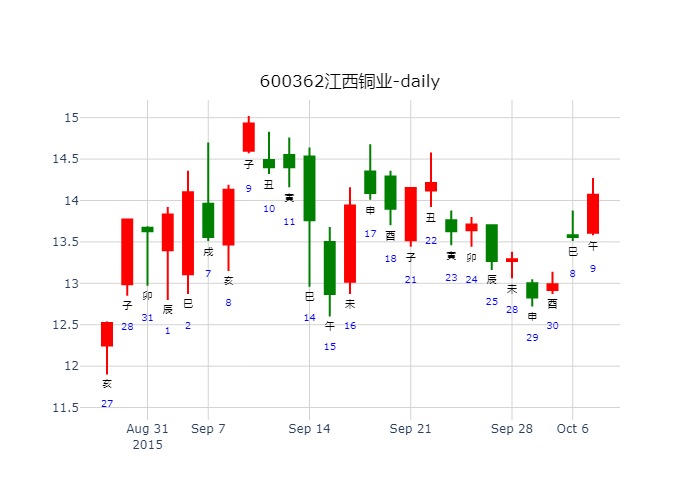 600362江西铜业-daily
15
14.5
14
13.5
13
12.5
12
11.5
亥
27
子
28
卯
31
辰
1
巳
2
戌
7
亥
8
子
9
丑
10
寅
11
巳
14
午
15
未
16
申
17
酉
18
子
21
丑
22
寅
23
卯
24
辰
25
未
28
申
29
酉
30
巳
8
午
9
Aug 31
2015
Sep 7
Sep 14
Sep 21
Sep 28
Oct 6